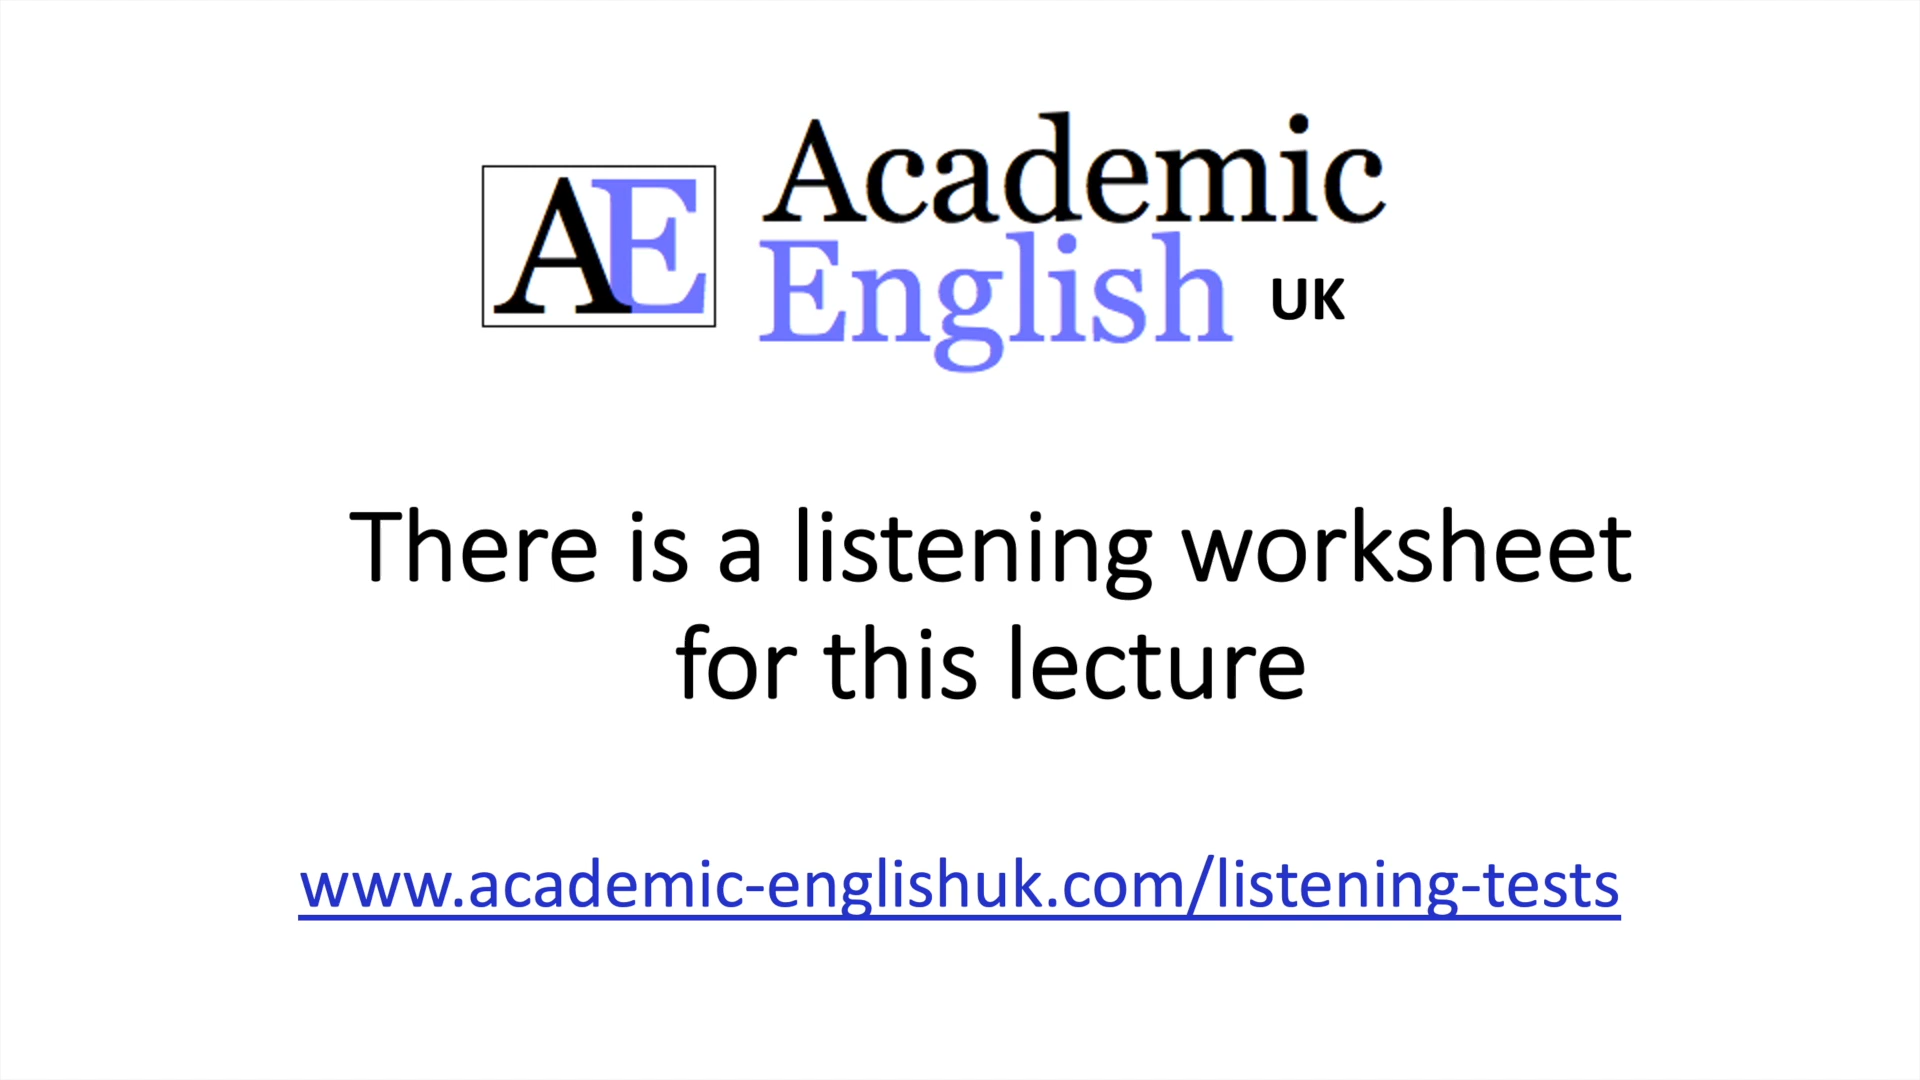 AE
Academic
English UK
There is a listening worksheet
for this lecture
www.academic-englishuk.com/listening-tests